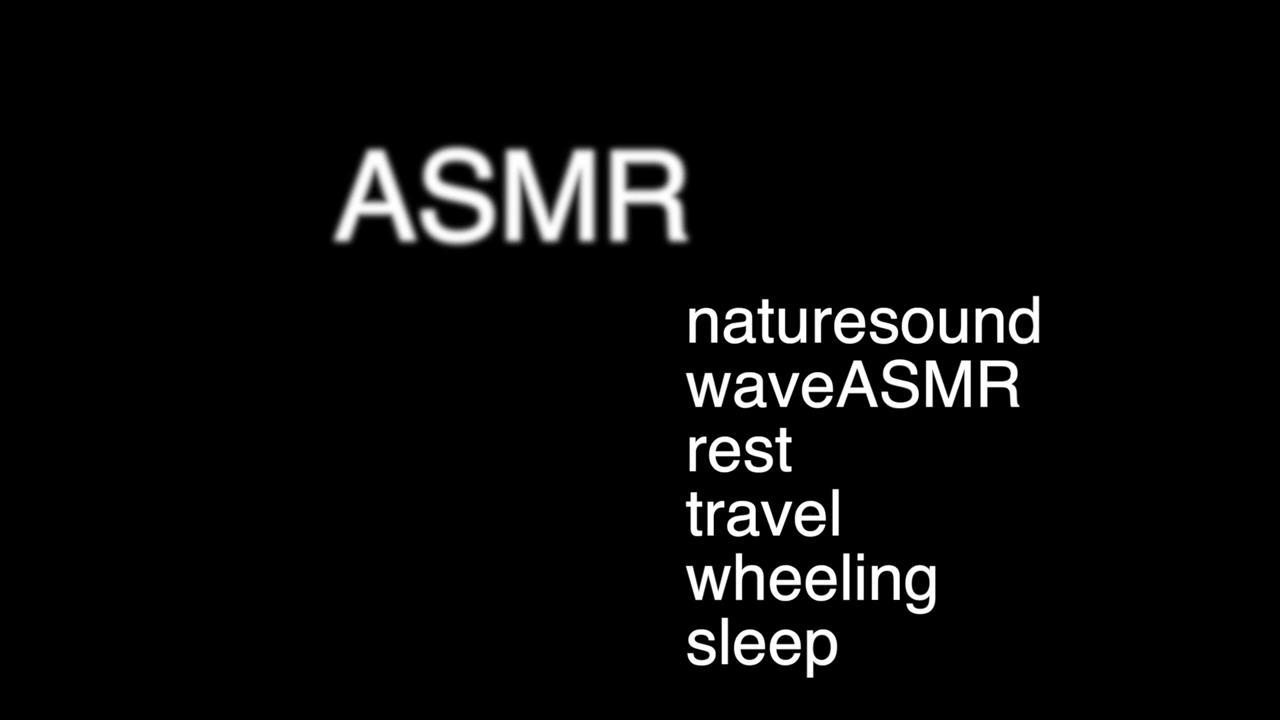 ASMR
naturesound
waveASMR
rest
travel
wheeling
sleep